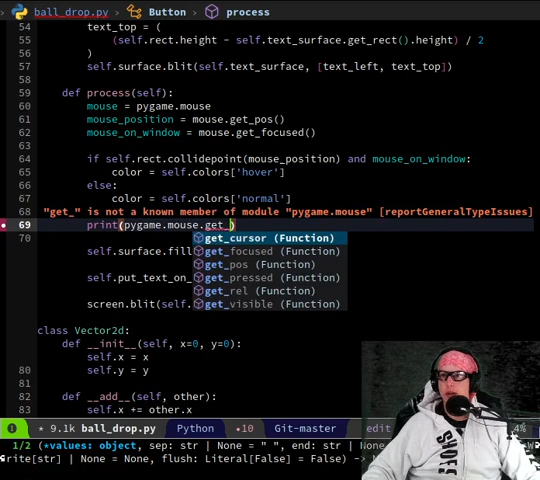 ball_drop.py > Button > process
54 text_top = (
55 (self.rect.height - self.text_surface.get_rect().height) / 2
56 )
57 self.surface.blit(text_surface, [text_left, text_top])
58
59 def process(self):
60 mouse = pygame.mouse
61 mouse_position = mouse.get_pos()
62 mouse_on_window = mouse.get_focused()
63
64 if self.rect.collidepoint(mouse_position) and mouse_on_window:
65 color = self.colors['hover']
66 else:
67 color = self.colors['normal']
68 "get_" is not a known member of module "pygame.mouse" [reportGeneralTypeIssues]
69 print(pygame.mouse.get_)
70 get_cursor (Function)
self.surface.fill get_focused (Function)
get_pos (Function)
self.put_text_on_ get_pressed (Function)
get_rel (Function)
screen.blit(self. get_visible (Function)
class Vector2d:
def __init__(self, x=0, y=0):
self.x = x
80 self.y = y
81
82 def __add__(self, other):
83 self.x += other.x
* 9.1k ball_drop.py Python •10 Git-master edit 4%
1/2 (*values: object, sep: str | None = " ", end: str | None
rite[str] | None = None, flush: Literal[False] = False) ->